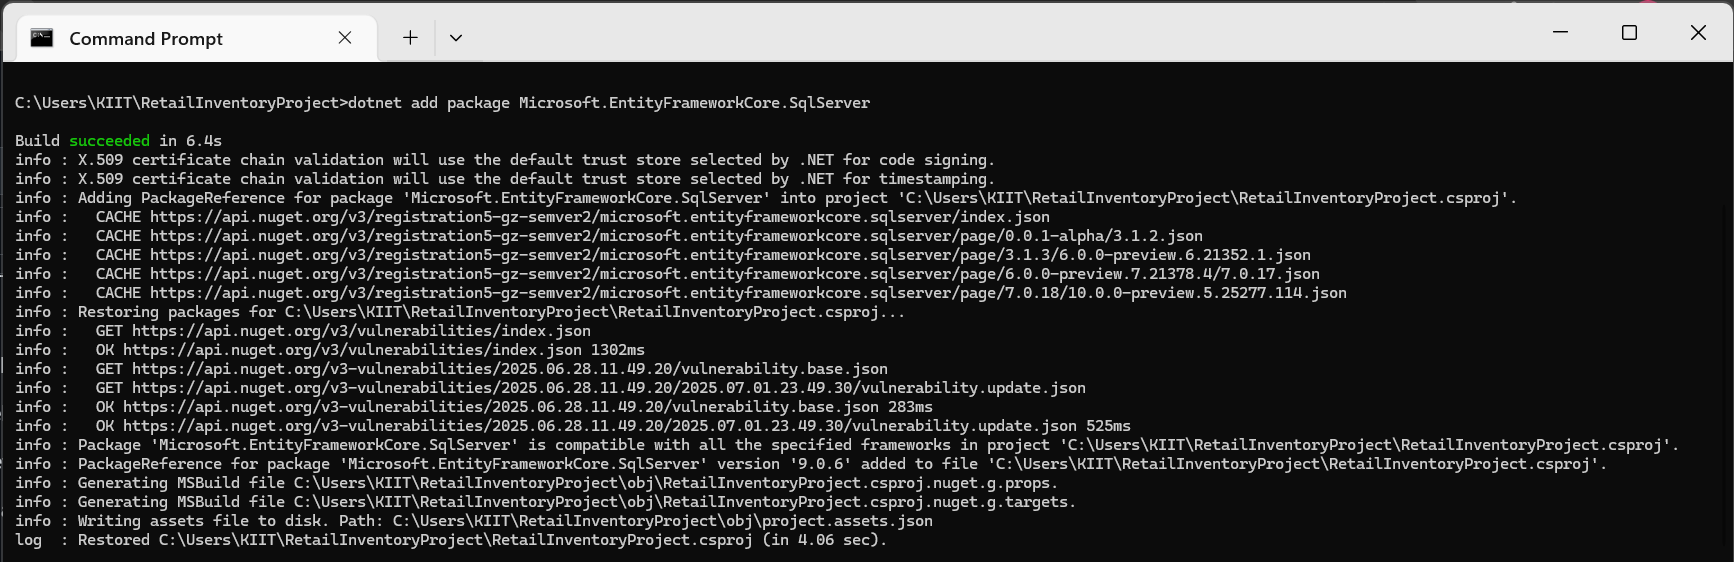 Command Prompt
C:\Users\KIIT\RetailInventoryProject>dotnet add package Microsoft.EntityFrameworkCore.SqlServer
Build succeeded in 6.4s
info : X.509 certificate chain validation will use the default trust store selected by .NET for code signing.
info : X.509 certificate chain validation will use the default trust store selected by .NET for timestamping.
info : Adding PackageReference for package 'Microsoft.EntityFrameworkCore.SqlServer' into project 'C:\Users\KIIT\RetailInventoryProject\RetailInventoryProject.csproj'.
info :   CACHE https://api.nuget.org/v3/registration5-gz-semver2/microsoft.entityframeworkcore.sqlserver/index.json
info :   CACHE https://api.nuget.org/v3/registration5-gz-semver2/microsoft.entityframeworkcore.sqlserver/page/0.0.1-alpha/3.1.2.json
info :   CACHE https://api.nuget.org/v3/registration5-gz-semver2/microsoft.entityframeworkcore.sqlserver/page/3.1.3/6.0.0-preview.6.21352.1.json
info :   CACHE https://api.nuget.org/v3/registration5-gz-semver2/microsoft.entityframeworkcore.sqlserver/page/6.0.0-preview.7.21378.4/7.0.17.json
info :   CACHE https://api.nuget.org/v3/registration5-gz-semver2/microsoft.entityframeworkcore.sqlserver/page/7.0.18/10.0.0-preview.5.25277.114.json
info : Restoring packages for C:\Users\KIIT\RetailInventoryProject\RetailInventoryProject.csproj...
info :   GET https://api.nuget.org/v3/vulnerabilities/index.json
info :   OK https://api.nuget.org/v3/vulnerabilities/index.json 1302ms
info :   GET https://api.nuget.org/v3-vulnerabilities/2025.06.28.11.49.20/vulnerability.base.json
info :   GET https://api.nuget.org/v3-vulnerabilities/2025.06.28.11.49.20/2025.07.01.23.49.30/vulnerability.update.json
info :   OK https://api.nuget.org/v3-vulnerabilities/2025.06.28.11.49.20/vulnerability.base.json 283ms
info :   OK https://api.nuget.org/v3-vulnerabilities/2025.06.28.11.49.20/2025.07.01.23.49.30/vulnerability.update.json 525ms
info : Package 'Microsoft.EntityFrameworkCore.SqlServer' is compatible with all the specified frameworks in project 'C:\Users\KIIT\RetailInventoryProject\RetailInventoryProject.csproj'.
info : PackageReference for package 'Microsoft.EntityFrameworkCore.SqlServer' version '9.0.6' added to file 'C:\Users\KIIT\RetailInventoryProject\RetailInventoryProject.csproj'.
info : Generating MSBuild file C:\Users\KIIT\RetailInventoryProject\obj\RetailInventoryProject.csproj.nuget.g.props.
info : Generating MSBuild file C:\Users\KIIT\RetailInventoryProject\obj\RetailInventoryProject.csproj.nuget.g.targets.
info : Writing assets file to disk. Path: C:\Users\KIIT\RetailInventoryProject\obj\project.assets.json
log  : Restored C:\Users\KIIT\RetailInventoryProject\RetailInventoryProject.csproj (in 4.06 sec).